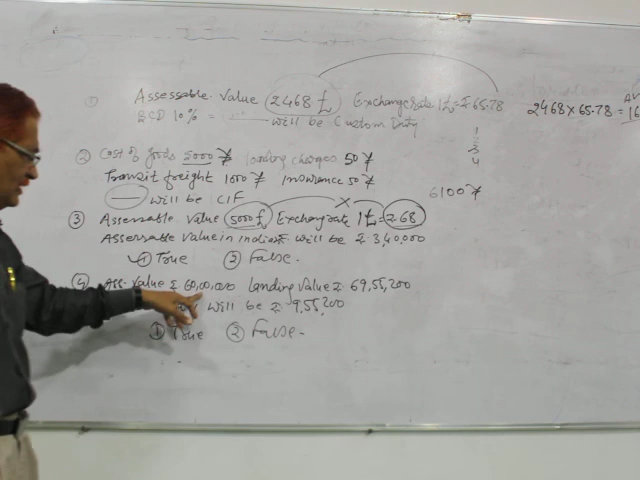 ① Assessable Value 2468 £ Exchange rate 1£ = ₹ 65.78 2468 x 65.78 = 16
BCD 10% = will be Custom Duty
1
2
3
4
② Cost of goods 5000 ¥ landing charges 50 ¥
Transit freight 1000 ¥ Insurance 50 ¥
will be CIF 6100 ¥
③ Assessable Value 5000 £ Exchange rate 1£ = ₹68
Assessable Value in Indian ₹ will be ₹ 3,40,000
① True ② False.
④ Ass. Value ₹ 60,00,000 Landing Value ₹ 69,55,200
will be ₹ 9,55,200
① True ② False.